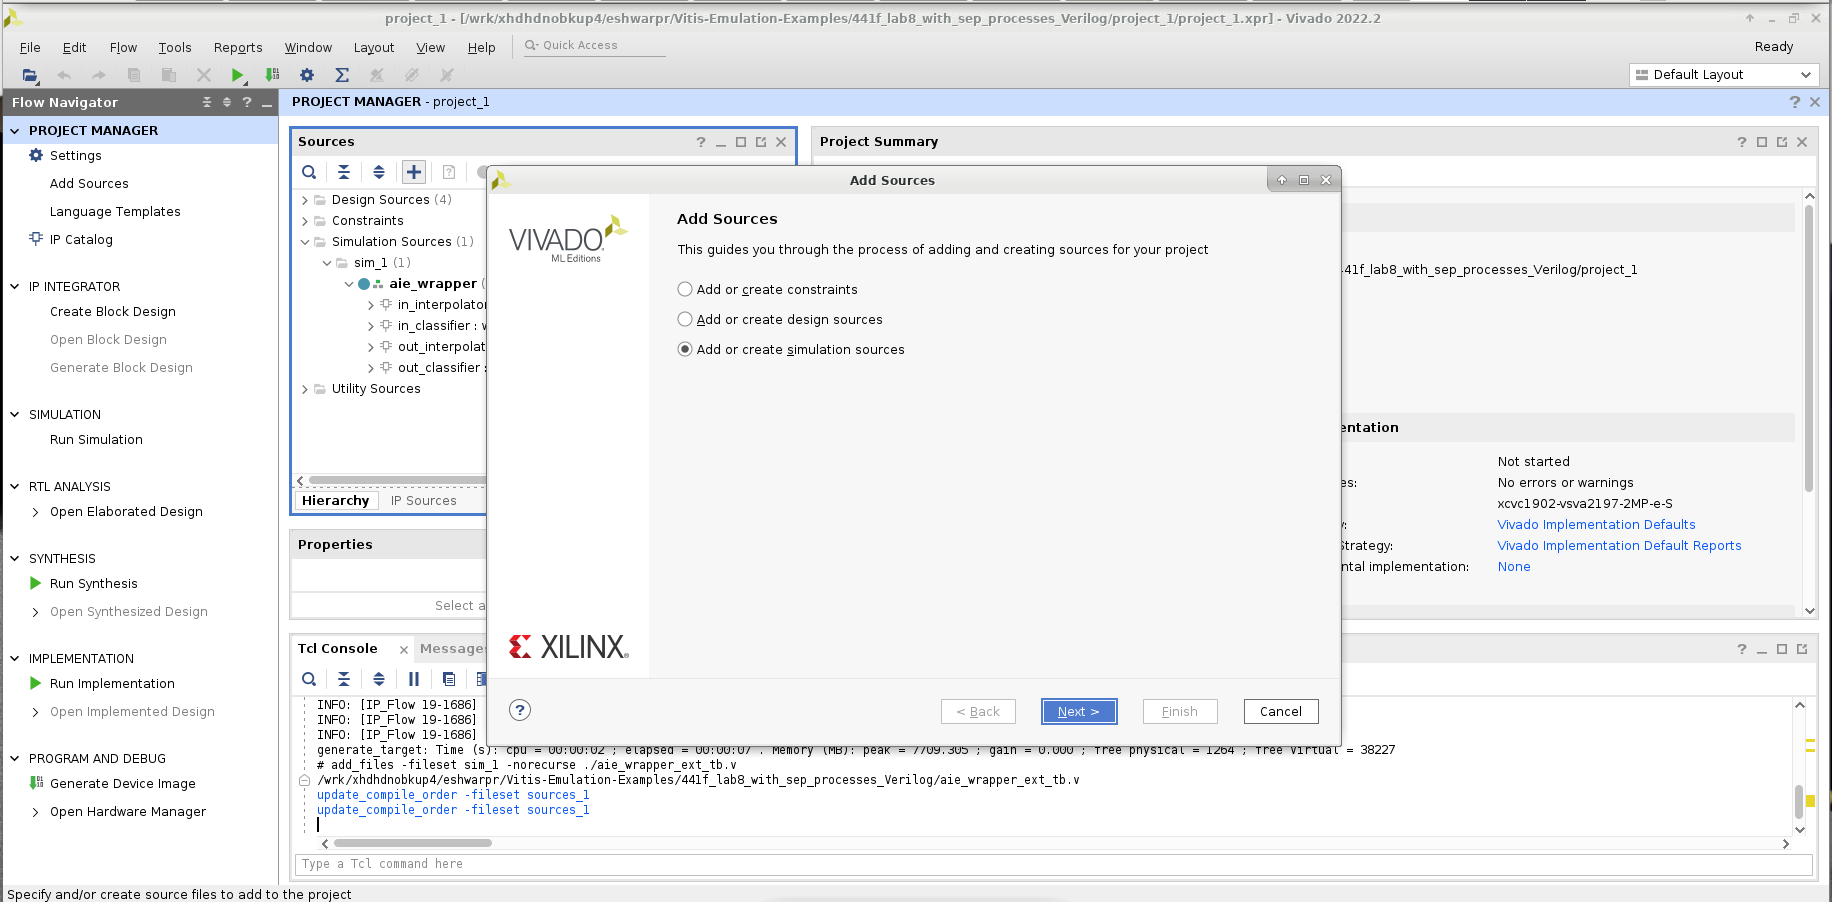 project_1 - [/wrk/xhdhdnobkup4/eshwarpr/Vitis-Emulation-Examples/441f_lab8_with_sep_processes_Verilog/project_1/project_1.xpr] - Vivado 2022.2
File Edit Flow Tools Reports Window Layout View Help Quick Access Ready
Default Layout
Flow Navigator
PROJECT MANAGER
Settings
Add Sources
Language Templates
IP Catalog
IP INTEGRATOR
Create Block Design
Open Block Design
Generate Block Design
SIMULATION
Run Simulation
RTL ANALYSIS
Open Elaborated Design
SYNTHESIS
Run Synthesis
Open Synthesized Design
IMPLEMENTATION
Run Implementation
Open Implemented Design
PROGRAM AND DEBUG
Generate Device Image
Open Hardware Manager
PROJECT MANAGER - project_1
Sources
Design Sources (4)
Constraints
Simulation Sources (1)
sim_1 (1)
aie_wrapper (
in_interpolator
in_classifier :
out_interpolat
out_classifier :
Utility Sources
Hierarchy IP Sources
Properties
Select a
Project Summary
41f_lab8_with_sep_processes_Verilog/project_1
entation
Not started
es: No errors or warnings
xcvc1902-vsva2197-2MP-e-S
y: Vivado Implementation Defaults
Strategy: Vivado Implementation Default Reports
ntal implementation: None
Add Sources
VIVADO
ML Editions
XILINX
Add Sources
This guides you through the process of adding and creating sources for your project
Add or create constraints
Add or create design sources
Add or create simulation sources
< Back Next > Finish Cancel
Tcl Console Messages
INFO: [IP_Flow 19-1686]
INFO: [IP_Flow 19-1686]
INFO: [IP_Flow 19-1686]
generate_target: Time (s): cpu = 00:00:02 ; elapsed = 00:00:07 . Memory (MB): peak = 7709.305 ; gain = 0.000 ; free physical = 1264 ; free virtual = 38227
# add_files -fileset sim_1 -norecurse ./aie_wrapper_ext_tb.v
/wrk/xhdhdnobkup4/eshwarpr/Vitis-Emulation-Examples/441f_lab8_with_sep_processes_Verilog/aie_wrapper_ext_tb.v
update_compile_order -fileset sources_1
update_compile_order -fileset sources_1
Type a Tcl command here
Specify and/or create source files to add to the project